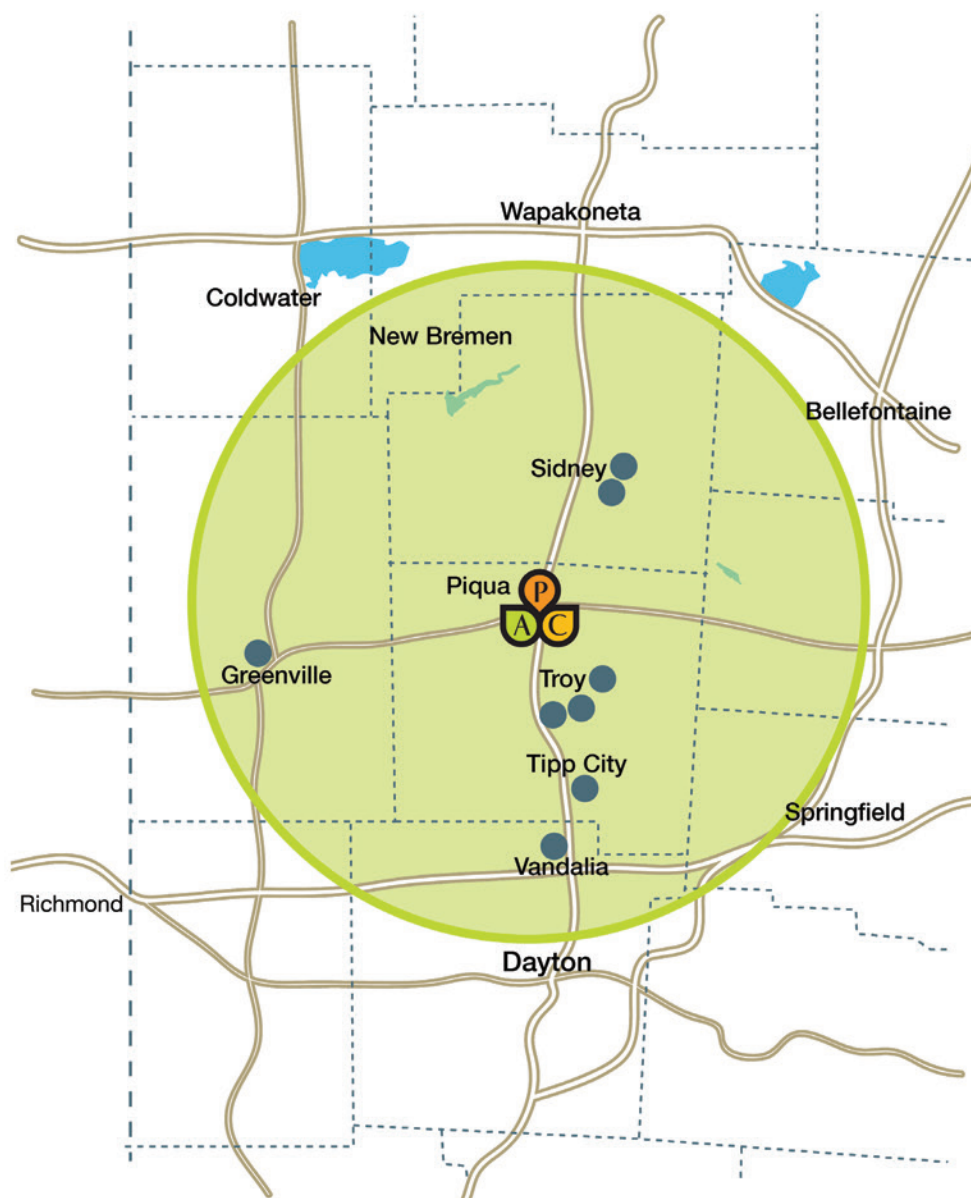 Wapakoneta
Coldwater
New Bremen
Bellefontaine
Sidney
Piqua
P
A C
Greenville
Troy
Tipp City
Springfield
Vandalia
Richmond
Dayton